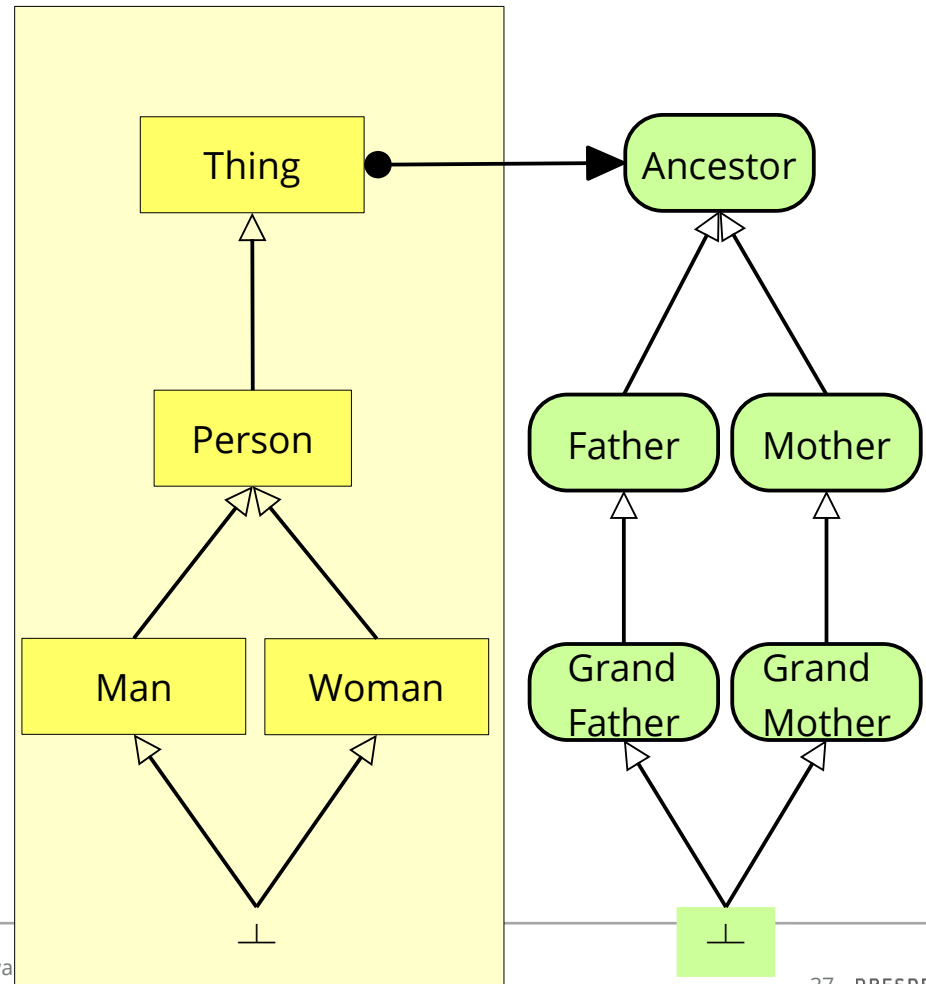 Thing
Ancestor
Person
Father
Mother
Man
Woman
Grand
Father
Grand
Mother
⊥
⊥